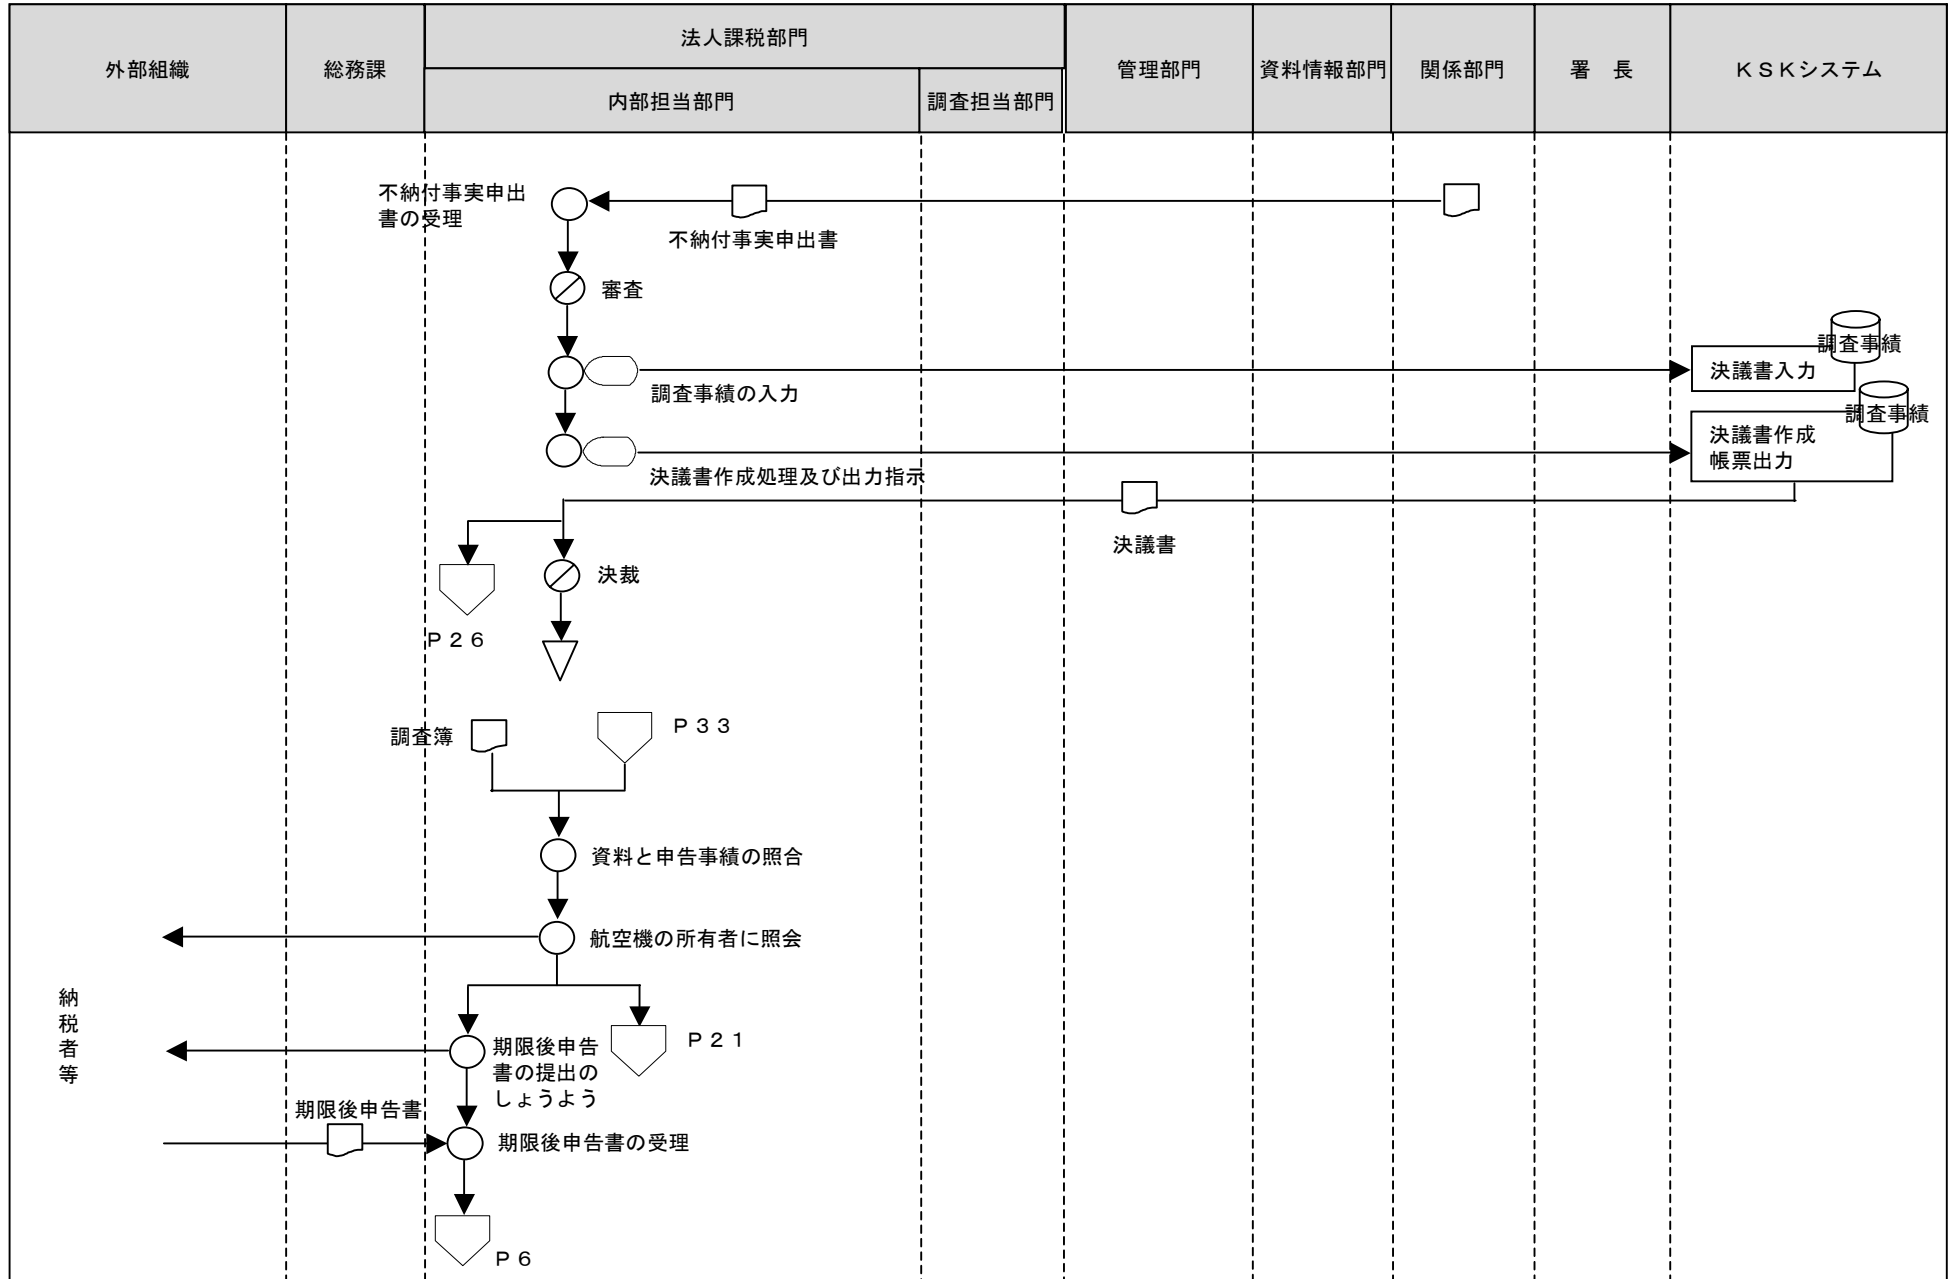 外部組織
総務課
法人課税部門
内部担当部門
調査担当部門
管理部門
資料情報部門
関係部門
署　長
ＫＳＫシステム
不納付事実申出
書の受理
不納付事実申出書
審査
調査事績
決議書入力
調査事績の入力
調査事績
決議書作成
帳票出力
決議書作成処理及び出力指示
決議書
決裁
Ｐ２６
調査簿
Ｐ３３
資料と申告事績の照合
航空機の所有者に照会
納税者等
Ｐ２１
期限後申告
書の提出の
しょうよう
期限後申告書
期限後申告書の受理
Ｐ６